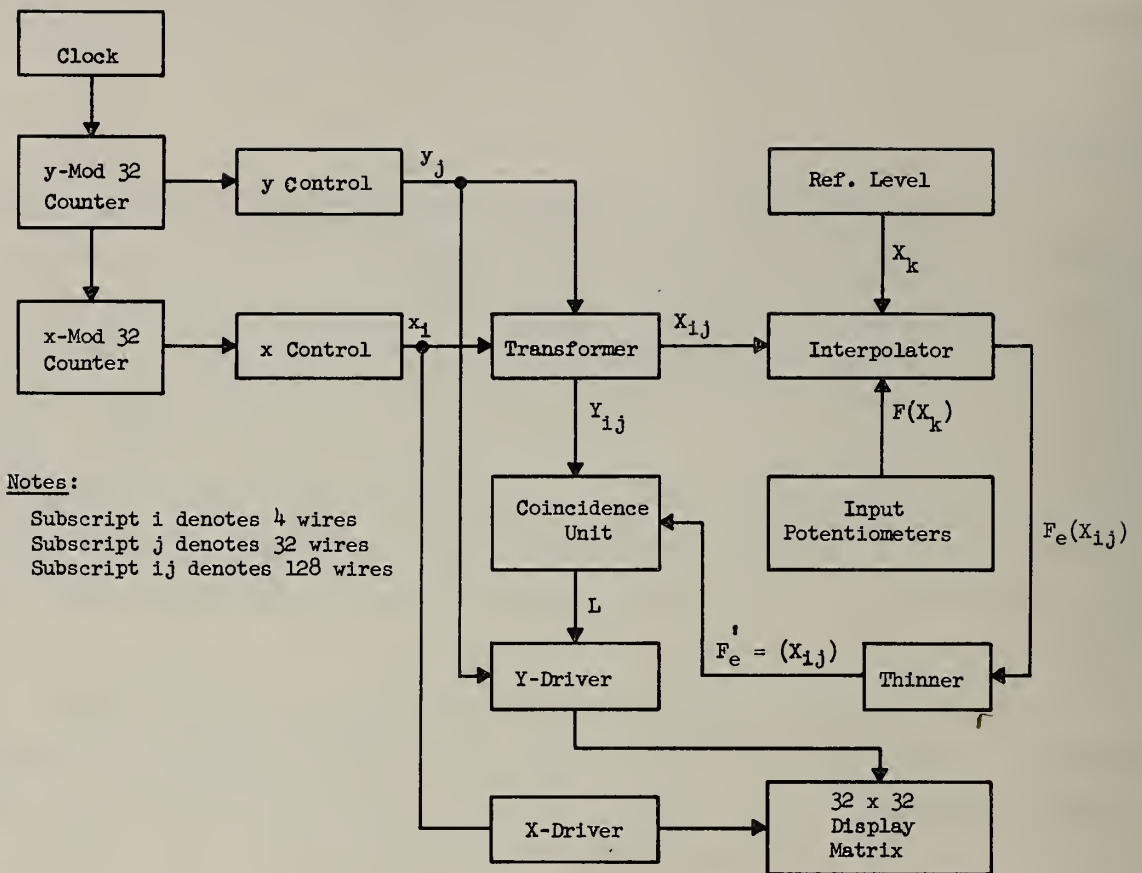 Clock
y-Mod 32
Counter
y Control
y_j
Ref. Level
X_k
x-Mod 32
Counter
x Control
x_i
Transformer
X_ij
Interpolator
Y_ij
F(X_k)
Notes:
Subscript i denotes 4 wires
Subscript j denotes 32 wires
Subscript ij denotes 128 wires
Coincidence
Unit
Input
Potentiometers
F_e(X_ij)
L
F_e' = (X_ij)
Y-Driver
Thinner
X-Driver
32 x 32
Display
Matrix